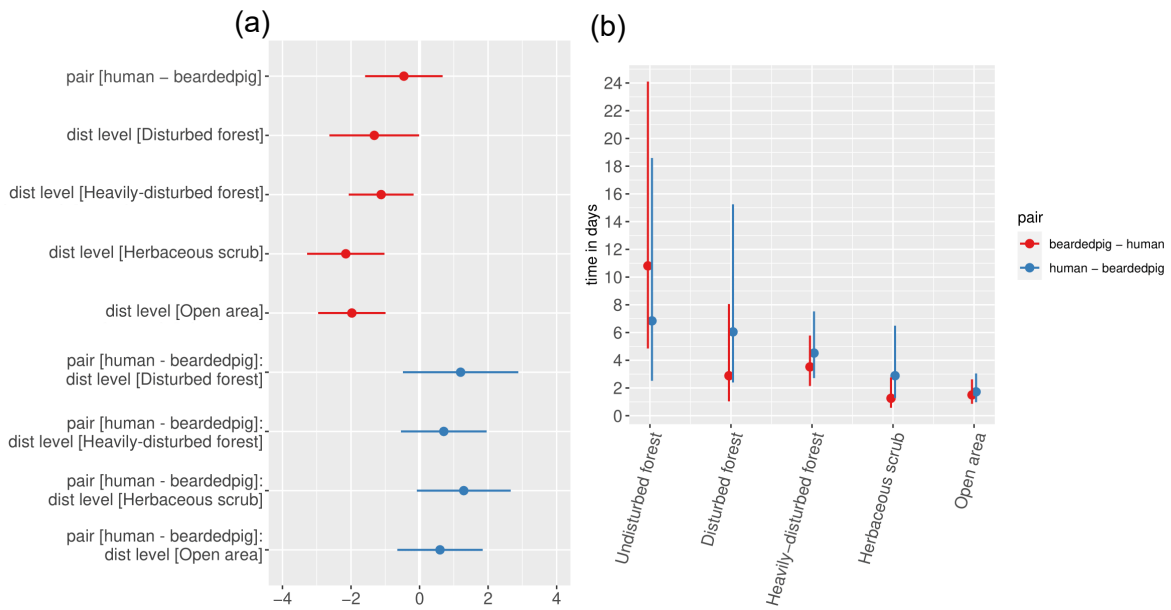 (a)
pair [human – beardedpig]
dist level [Disturbed forest]
dist level [Heavily-disturbed forest]
dist level [Herbaceous scrub]
dist level [Open area]
pair [human - beardedpig]:
dist level [Disturbed forest]
pair [human - beardedpig]:
dist level [Heavily-disturbed forest]
pair [human - beardedpig]:
dist level [Herbaceous scrub]
pair [human - beardedpig]:
dist level [Open area]
−4 −2 0 2 4
(b)
time in days
24
22
20
18
16
14
12
10
8
6
4
2
0
Undisturbed forest
Disturbed forest
Heavily−disturbed forest
Herbaceous scrub
Open area
pair
beardedpig − human
human − beardedpig